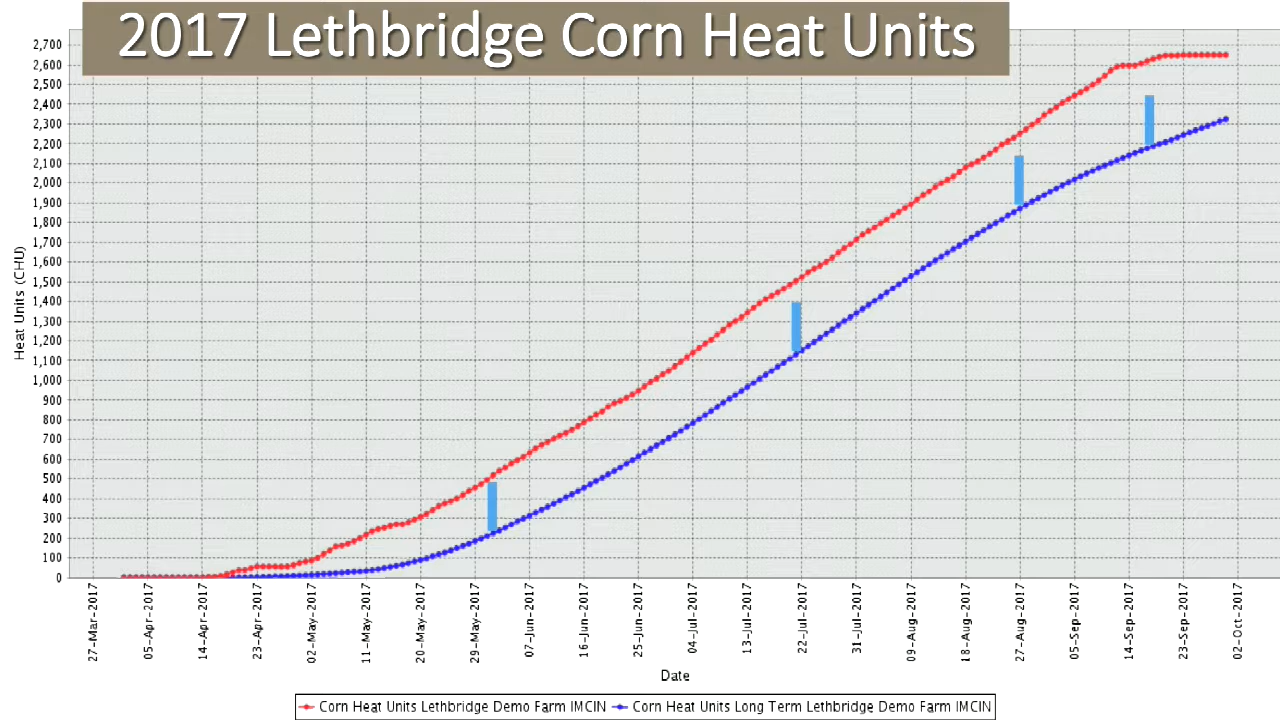 2017 Lethbridge Corn Heat Units
2,700
2,600
2,500
2,400
2,300
2,200
2,100
2,000
1,900
1,800
1,700
1,600
1,500
1,400
1,300
1,200
1,100
1,000
900
800
700
600
500
400
300
200
100
0
Heat Units (CHU)
27-Mar-2017
05-Apr-2017
14-Apr-2017
23-Apr-2017
02-May-2017
11-May-2017
20-May-2017
29-May-2017
07-Jun-2017
16-Jun-2017
25-Jun-2017
04-Jul-2017
13-Jul-2017
22-Jul-2017
31-Jul-2017
09-Aug-2017
18-Aug-2017
27-Aug-2017
05-Sep-2017
14-Sep-2017
23-Sep-2017
02-Oct-2017
Date
Corn Heat Units Lethbridge Demo Farm IMCIN Corn Heat Units Long Term Lethbridge Demo Farm IMCIN